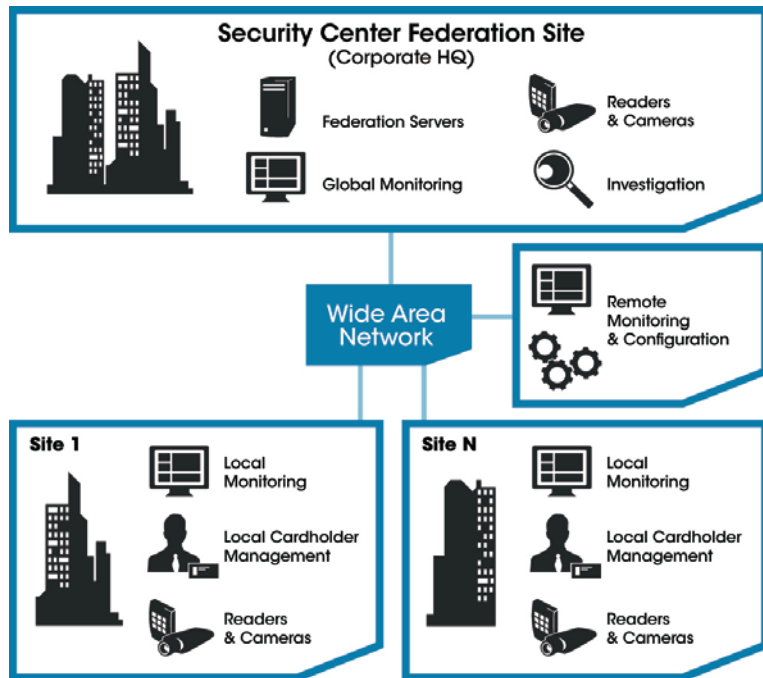 Security Center Federation Site
(Corporate HQ)
Federation Servers
Readers
& Cameras
Global Monitoring
Investigation
Wide Area
Network
Remote
Monitoring
& Configuration
Site 1
Local
Monitoring
Local Cardholder
Management
Readers
& Cameras
Site N
Local
Monitoring
Local Cardholder
Management
Readers
& Cameras